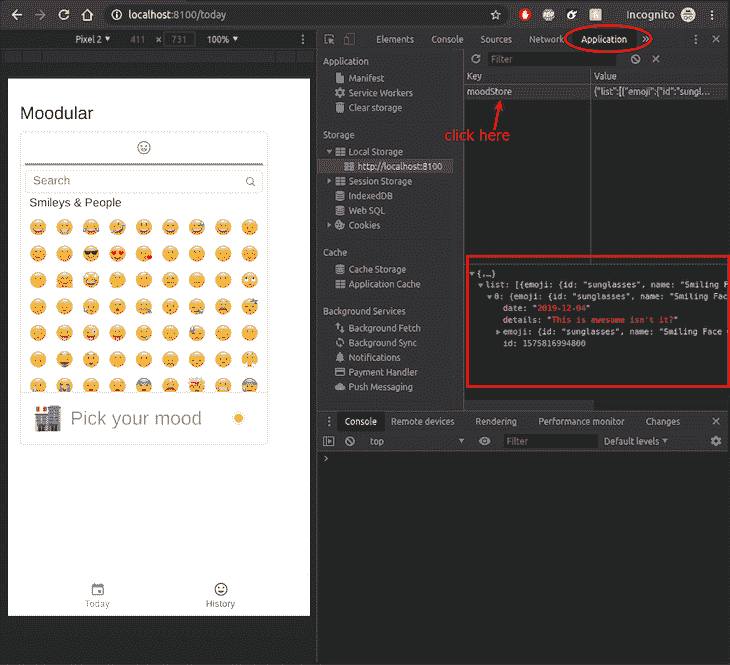 localhost:8100/today
Incognito
Pixel 2 ▾ 411 × 731 100% ▾
Elements Console Sources Network Application »
Moodular
Search
Smileys & People
Pick your mood
Today
History
Application
Manifest
Service Workers
Clear storage
Storage
Local Storage
http://localhost:8100
Session Storage
IndexedDB
Web SQL
Cookies
Cache
Cache Storage
Application Cache
Background Services
Background Fetch
Background Sync
Notifications
Payment Handler
Push Messaging
Filter
Key Value
moodStore {"list":[{"emoji":{"id":"sungl...
click here
{,…}
list: [{emoji: {id: "sunglasses", name: "Smiling F
0: {emoji: {id: "sunglasses", name: "Smiling Fac
date: "2019-12-04"
details: "This is awesome isn't it?"
emoji: {id: "sunglasses", name: "Smiling Face
id: 1575816994800
Console Remote devices Rendering Performance monitor Changes
top Filter Default levels ▾